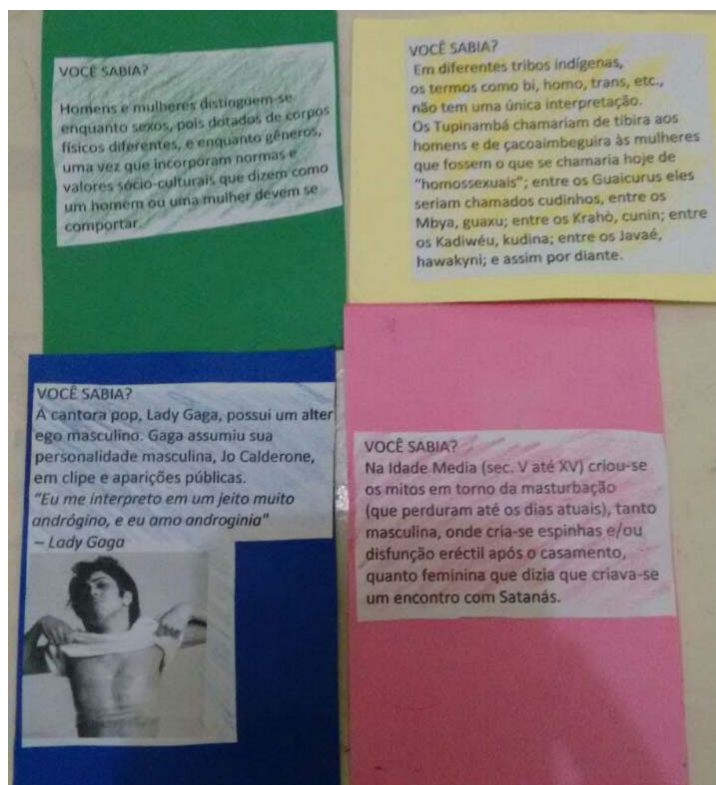 VOCÊ SABIA?
Homens e mulheres distinguem-se
enquanto sexos, pois dotados de corpos
físicos diferentes, e enquanto gêneros,
uma vez que incorporam normas e
valores sócio-culturais que dizem como
um homem ou uma mulher devem se
comportar.
VOCÊ SABIA?
Em diferentes tribos indígenas,
os termos como bi, homo, trans, etc.,
não tem uma única interpretação.
Os Tupinambá chamariam de tibira aos
homens e de çacoaimbeguira às mulheres
que fossem o que se chamaria hoje de
"homossexuais"; entre os Guaicurus eles
seriam chamados cudinhos, entre os
Mbya, guaxu; entre os Krahò, cunin; entre
os Kadiwéu, kudina; entre os Javaé,
hawakyni; e assim por diante.
VOCÊ SABIA?
A cantora pop, Lady Gaga, possui um alter
ego masculino. Gaga assumiu sua
personalidade masculina, Jo Calderone,
em clipe e aparições públicas.
"Eu me interpreto em um jeito muito
andrógino, e eu amo androginia"
– Lady Gaga
VOCÊ SABIA?
Na Idade Media (sec. V até XV) criou-se
os mitos em torno da masturbação
(que perduram até os dias atuais), tanto
masculina, onde cria-se espinhas e/ou
disfunção eréctil após o casamento,
quanto feminina que dizia que criava-se
um encontro com Satanás.